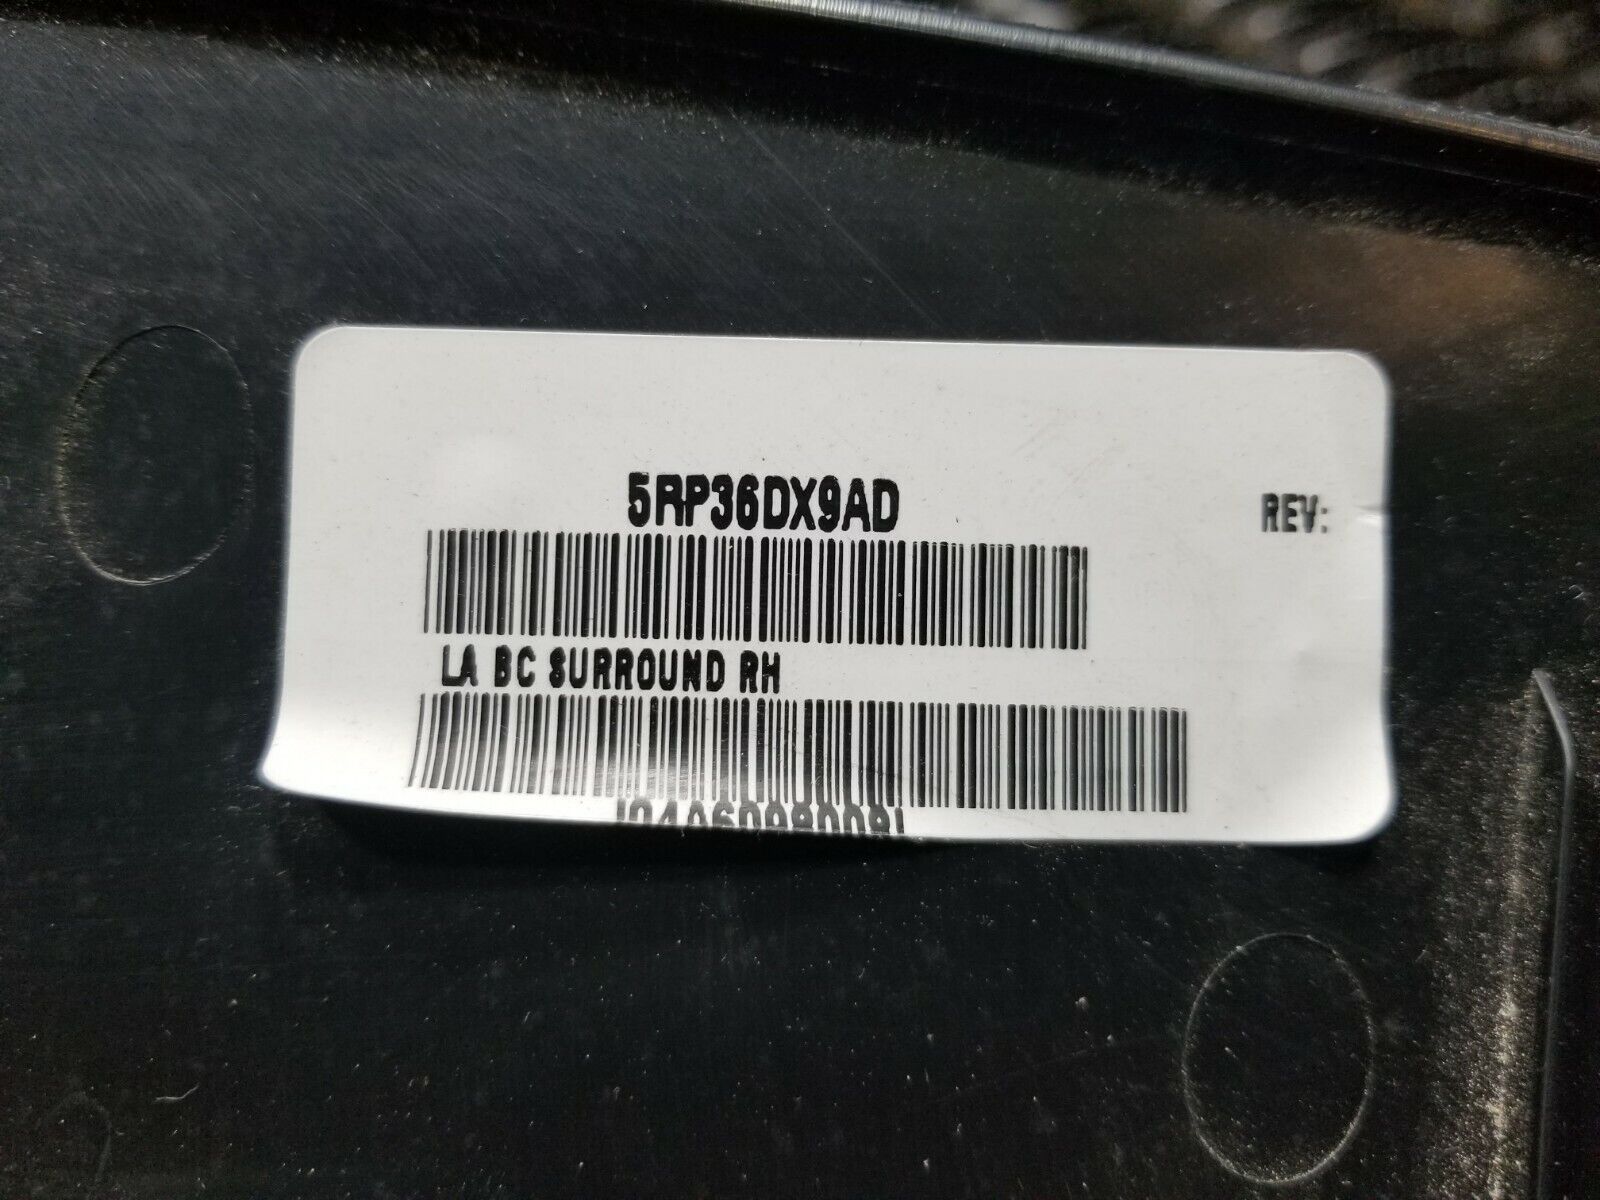 5RP36DX9AD
REV:
LA BC SURROUND RH